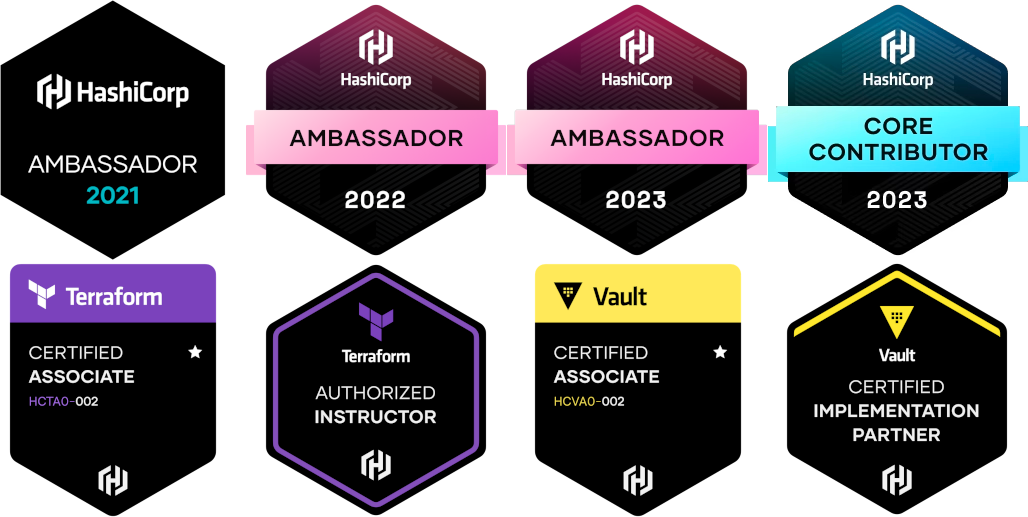 HashiCorp
AMBASSADOR
2021
HashiCorp
AMBASSADOR
2022
HashiCorp
AMBASSADOR
2023
HashiCorp
CORE
CONTRIBUTOR
2023
Terraform
CERTIFIED
ASSOCIATE
HCTA0-002
Terraform
AUTHORIZED
INSTRUCTOR
Vault
CERTIFIED
ASSOCIATE
HCVA0-002
Vault
CERTIFIED
IMPLEMENTATION
PARTNER